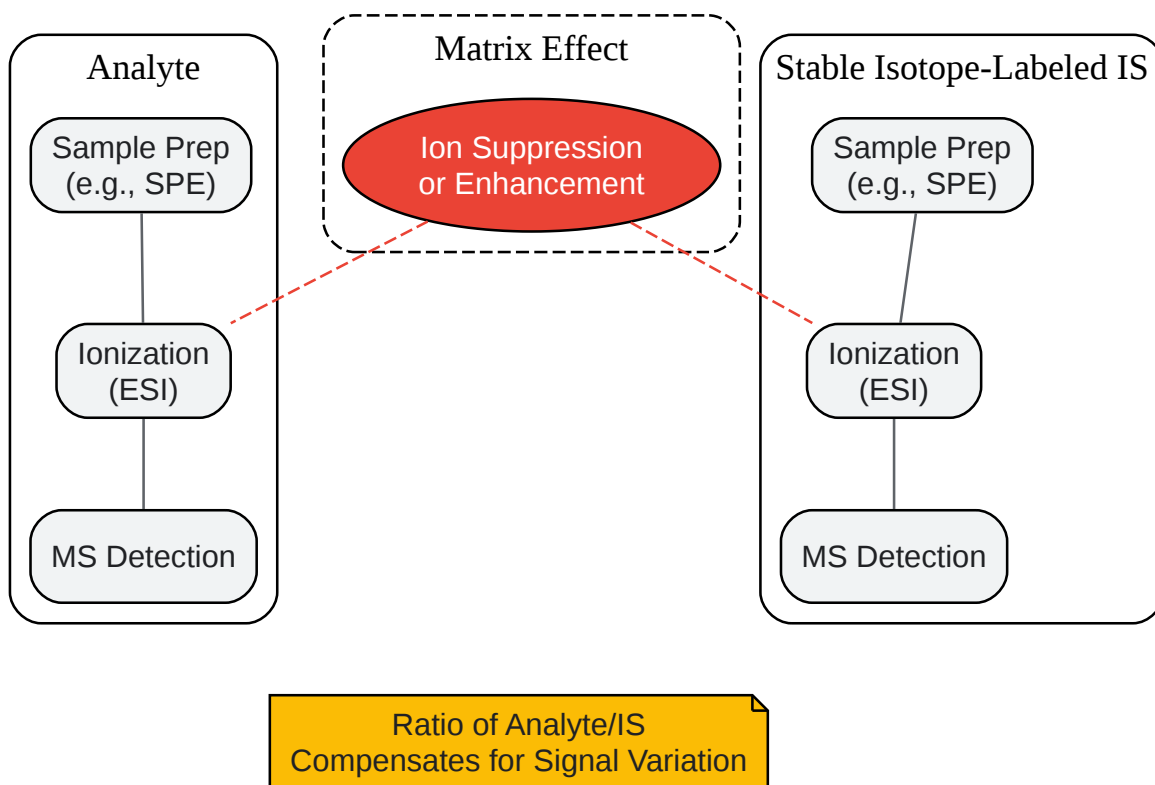 Analyte
Sample Prep
(e.g., SPE)
Ionization
(ESI)
MS Detection
Matrix Effect
Ion Suppression
or Enhancement
Stable Isotope-Labeled IS
Sample Prep
(e.g., SPE)
Ionization
(ESI)
MS Detection
Ratio of Analyte/IS
Compensates for Signal Variation